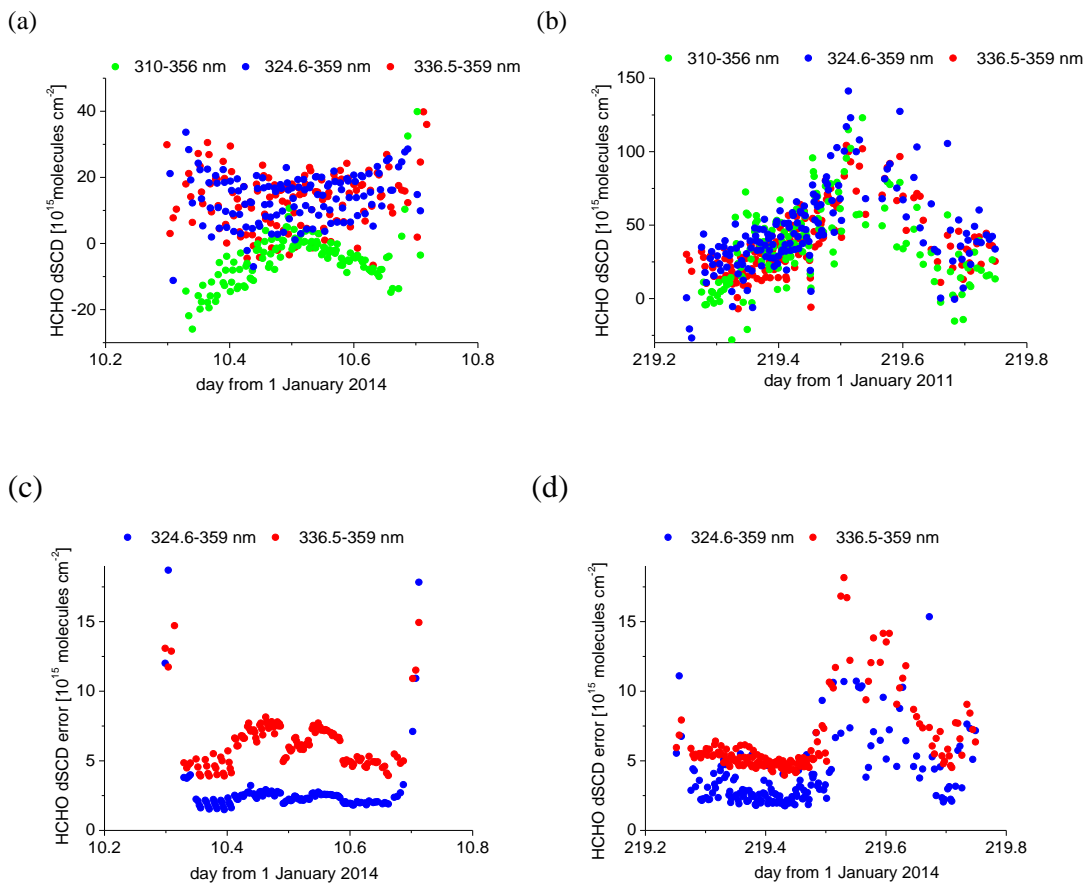 (a)
(b)
310-356 nm 324.6-359 nm 336.5-359 nm
310-356 nm 324.6-359 nm 336.5-359 nm
HCHO dSCD [10^15 molecules cm^-2]
40
20
0
-20
10.2 10.4 10.6 10.8
day from 1 January 2014
HCHO dSCD [10^15 molecules cm^-2]
150
100
50
0
219.2 219.4 219.6 219.8
day from 1 January 2011
(c)
(d)
324.6-359 nm 336.5-359 nm
324.6-359 nm 336.5-359 nm
HCHO dSCD error [10^15 molecules cm^-2]
15
10
5
0
10.2 10.4 10.6 10.8
day from 1 January 2014
HCHO dSCD error [10^15 molecules cm^-2]
15
10
5
0
219.2 219.4 219.6 219.8
day from 1 January 2014